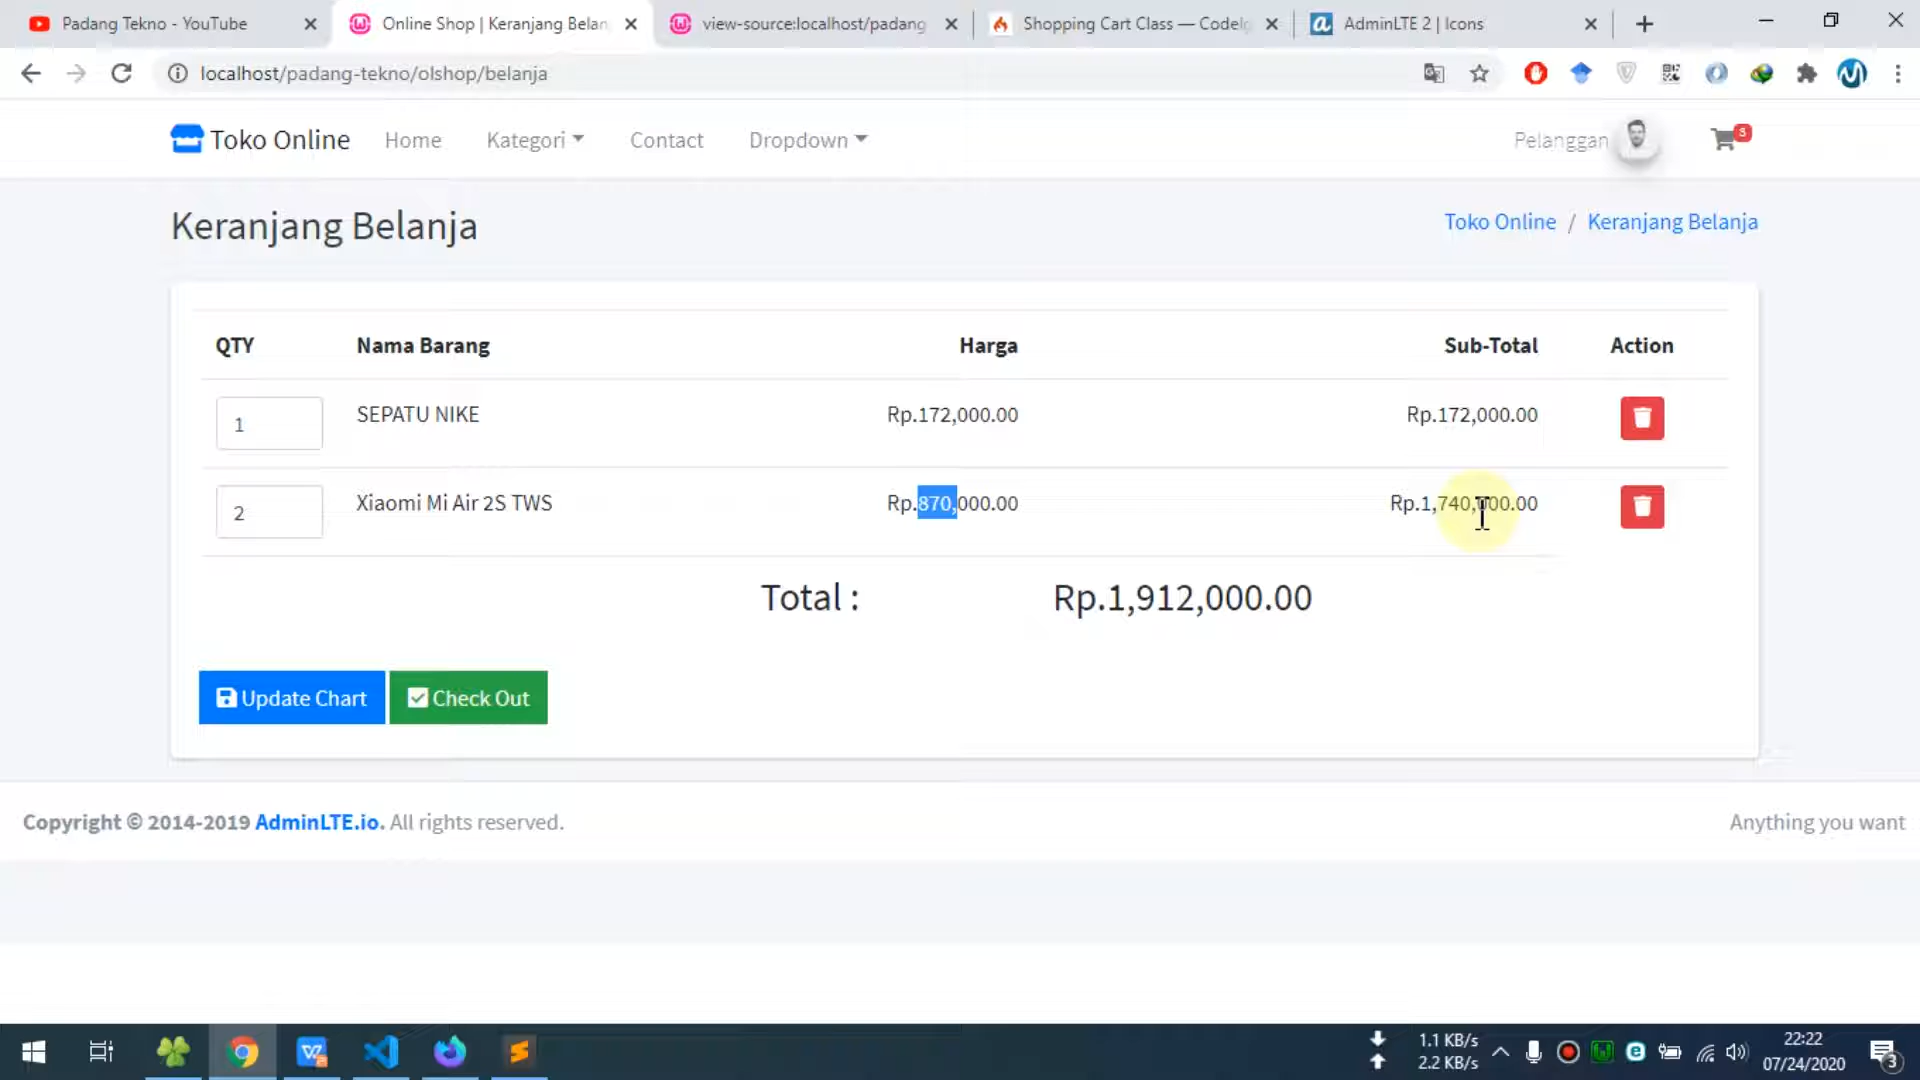 Padang Tekno - YouTube
Online Shop | Keranjang Belan
view-source:localhost/padang
Shopping Cart Class — CodeIg
AdminLTE 2 | Icons
localhost/padang-tekno/olshop/belanja
Toko Online
Home
Kategori
Contact
Dropdown
Pelanggan
Keranjang Belanja
Toko Online / Keranjang Belanja
QTY Nama Barang Harga Sub-Total Action
1 SEPATU NIKE Rp.172,000.00 Rp.172,000.00
2 Xiaomi Mi Air 2S TWS Rp.870,000.00 Rp.1,740,000.00
Total : Rp.1,912,000.00
Update Chart
Check Out
Copyright © 2014-2019 AdminLTE.io. All rights reserved.
Anything you want
1.1 KB/s
2.2 KB/s
22:22
07/24/2020
3